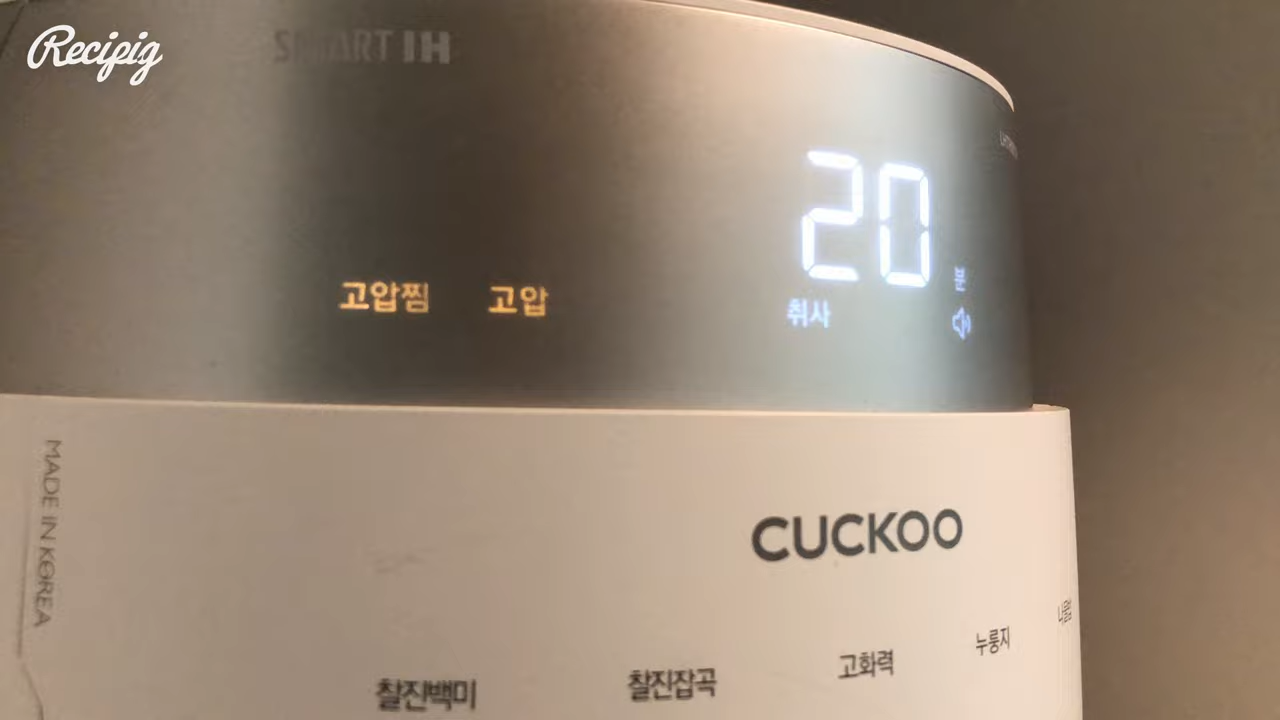 Recipig
SMART IH
20
분
고압찜 고압
취사
MADE IN KOREA
CUCKOO
누룽지
고화력
찰진잡곡
찰진백미